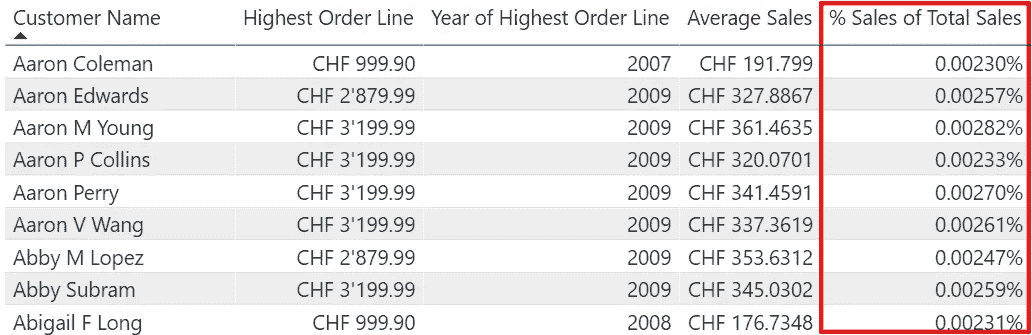 Customer Name Highest Order Line Year of Highest Order Line Average Sales % Sales of Total Sales
Aaron Coleman CHF 999.90 2007 CHF 191.799 0.00230%
Aaron Edwards CHF 2'879.99 2009 CHF 327.8867 0.00257%
Aaron M Young CHF 3'199.99 2009 CHF 361.4635 0.00282%
Aaron P Collins CHF 3'199.99 2009 CHF 320.0701 0.00233%
Aaron Perry CHF 3'199.99 2009 CHF 341.4591 0.00270%
Aaron V Wang CHF 3'199.99 2009 CHF 337.3619 0.00261%
Abby M Lopez CHF 2'879.99 2009 CHF 353.6312 0.00247%
Abby Subram CHF 3'199.99 2009 CHF 345.0302 0.00259%
Abigail F Long CHF 999.90 2008 CHF 176.7348 0.00231%